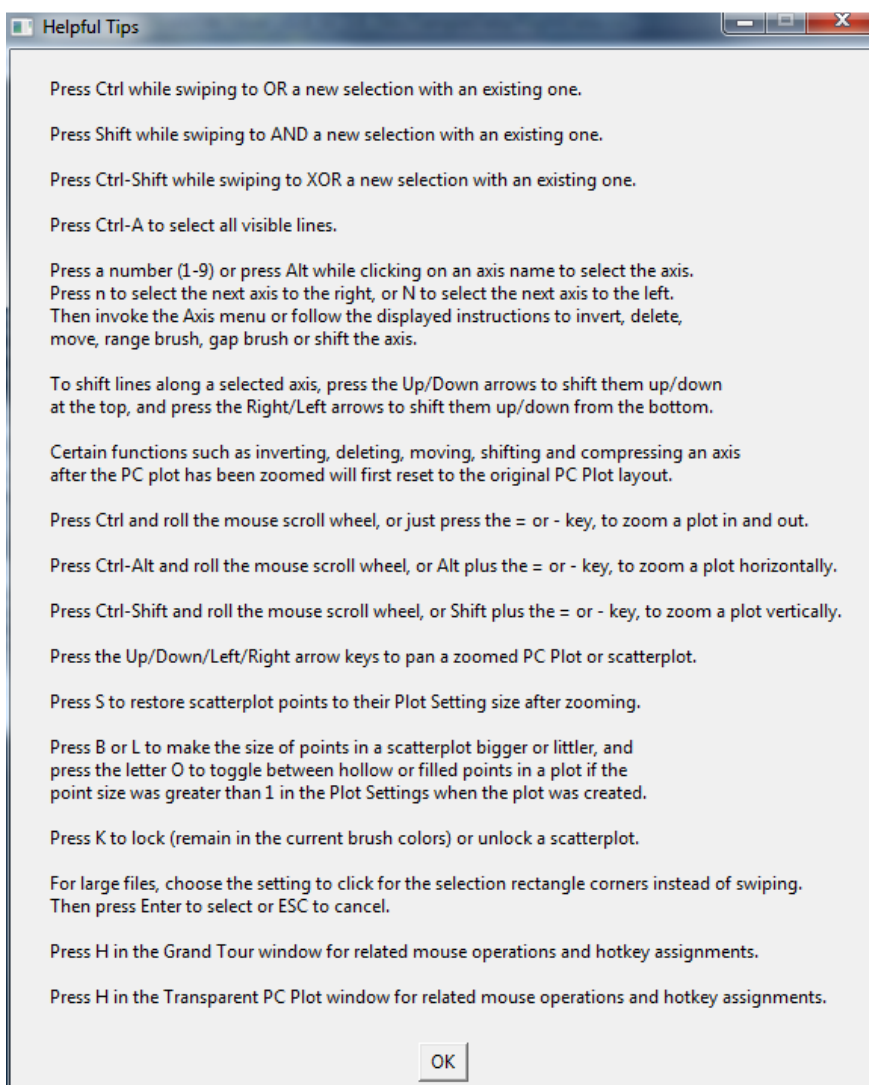 Helpful Tips
Press Ctrl while swiping to OR a new selection with an existing one.
Press Shift while swiping to AND a new selection with an existing one.
Press Ctrl-Shift while swiping to XOR a new selection with an existing one.
Press Ctrl-A to select all visible lines.
Press a number (1-9) or press Alt while clicking on an axis name to select the axis.
Press n to select the next axis to the right, or N to select the next axis to the left.
Then invoke the Axis menu or follow the displayed instructions to invert, delete,
move, range brush, gap brush or shift the axis.
To shift lines along a selected axis, press the Up/Down arrows to shift them up/down
at the top, and press the Right/Left arrows to shift them up/down from the bottom.
Certain functions such as inverting, deleting, moving, shifting and compressing an axis
after the PC plot has been zoomed will first reset to the original PC Plot layout.
Press Ctrl and roll the mouse scroll wheel, or just press the = or - key, to zoom a plot in and out.
Press Ctrl-Alt and roll the mouse scroll wheel, or Alt plus the = or - key, to zoom a plot horizontally.
Press Ctrl-Shift and roll the mouse scroll wheel, or Shift plus the = or - key, to zoom a plot vertically.
Press the Up/Down/Left/Right arrow keys to pan a zoomed PC Plot or scatterplot.
Press S to restore scatterplot points to their Plot Setting size after zooming.
Press B or L to make the size of points in a scatterplot bigger or littler, and
press the letter O to toggle between hollow or filled points in a plot if the
point size was greater than 1 in the Plot Settings when the plot was created.
Press K to lock (remain in the current brush colors) or unlock a scatterplot.
For large files, choose the setting to click for the selection rectangle corners instead of swiping.
Then press Enter to select or ESC to cancel.
Press H in the Grand Tour window for related mouse operations and hotkey assignments.
Press H in the Transparent PC Plot window for related mouse operations and hotkey assignments.
OK